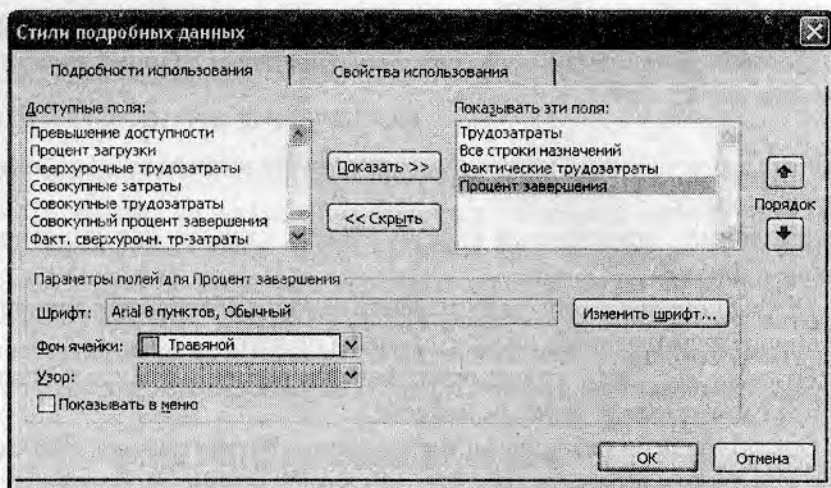 Стили подробных данных
Подробности использования
Свойства использования
Доступные поля:
Превышение доступности
Процент загрузки
Сверхурочные трудозатраты
Совокупные затраты
Совокупные трудозатраты
Совокупный процент завершения
Факт. сверхурочн. тр-затраты
Показать >>
<< Скрыть
Показывать эти поля:
Трудозатраты
Все строки назначений
Фактические трудозатраты
Процент завершения
Порядок
Параметры полей для Процент завершения
Шрифт: Arial 8 пунктов, Обычный
Изменить шрифт...
Фон ячейки: Травяной
Узор:
Показывать в меню
ОК
Отмена